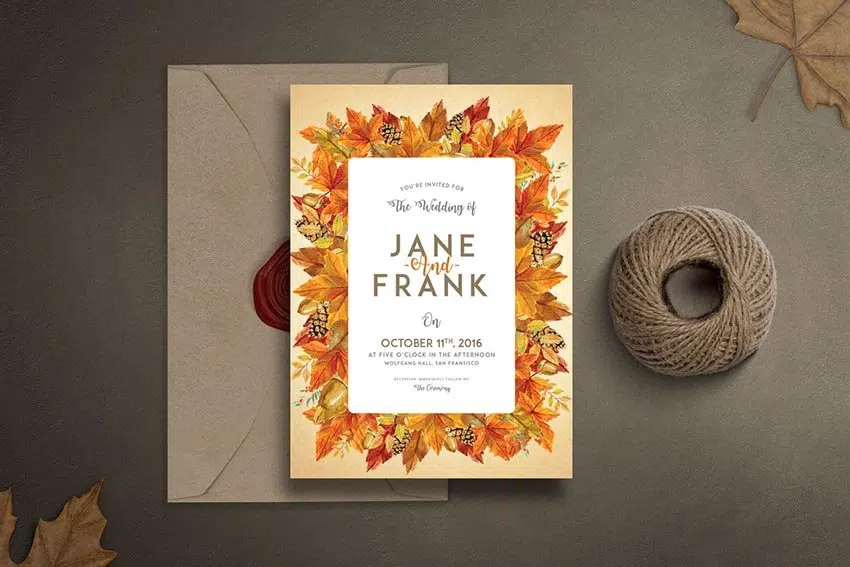 YOU'RE INVITED FOR
The Wedding of
JANE
-And-
FRANK
On
OCTOBER 11TH, 2016
AT FIVE O'CLOCK IN THE AFTERNOON
WOLFGANG HALL, SAN FRANSISCO
RECEPTION IMMEDIATELY FOLLOWING
The Ceremony